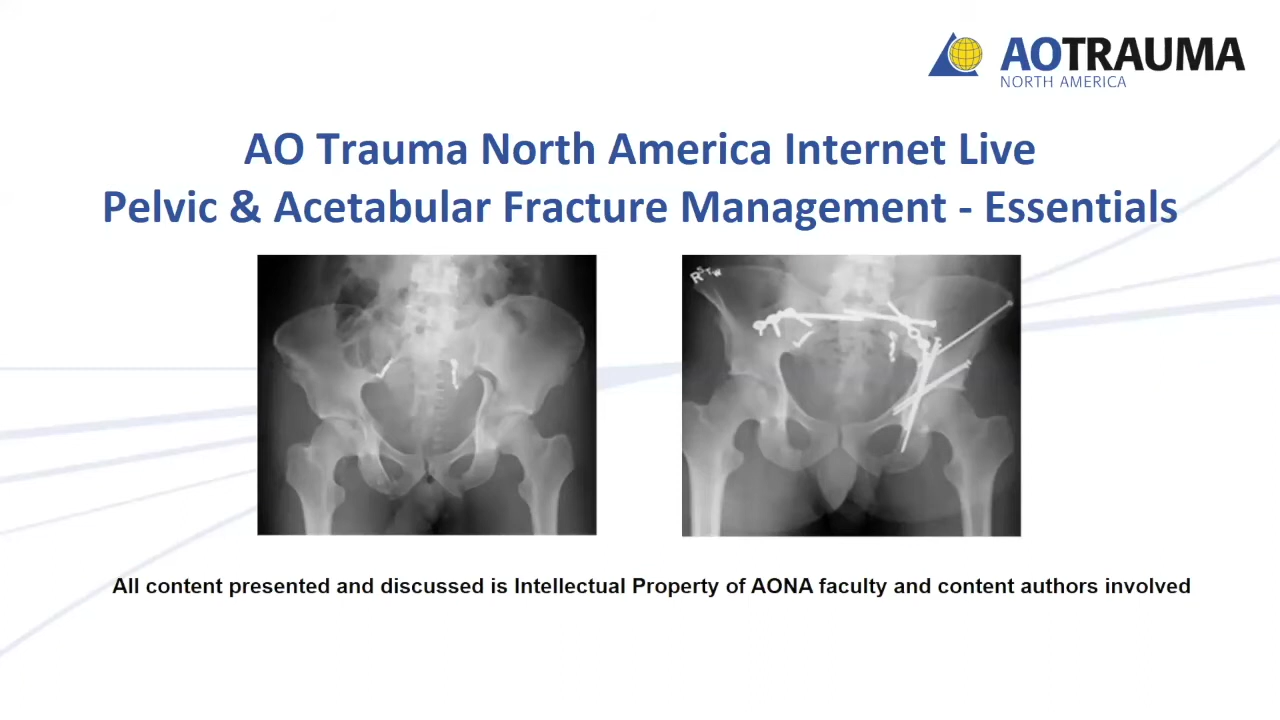 AOTRAUMA
NORTH AMERICA
AO Trauma North America Internet Live
Pelvic & Acetabular Fracture Management - Essentials
All content presented and discussed is Intellectual Property of AONA faculty and content authors involved